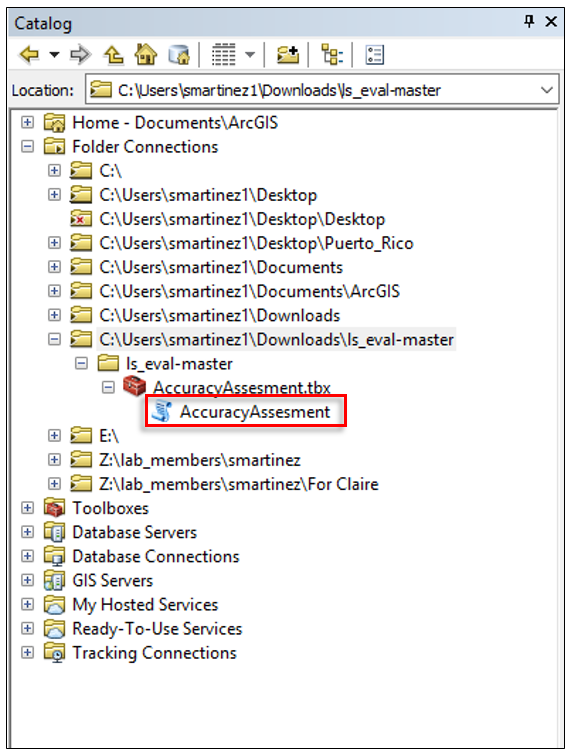 Catalog
Location: C:\Users\smartinez1\Downloads\ls_eval-master
Home - Documents\ArcGIS
Folder Connections
C:\
C:\Users\smartinez1\Desktop
C:\Users\smartinez1\Desktop\Desktop
C:\Users\smartinez1\Desktop\Puerto_Rico
C:\Users\smartinez1\Documents
C:\Users\smartinez1\Documents\ArcGIS
C:\Users\smartinez1\Downloads
C:\Users\smartinez1\Downloads\ls_eval-master
ls_eval-master
AccuracyAssesment.tbx
AccuracyAssesment
E:\
Z:\lab_members\smartinez
Z:\lab_members\smartinez\For Claire
Toolboxes
Database Servers
Database Connections
GIS Servers
My Hosted Services
Ready-To-Use Services
Tracking Connections